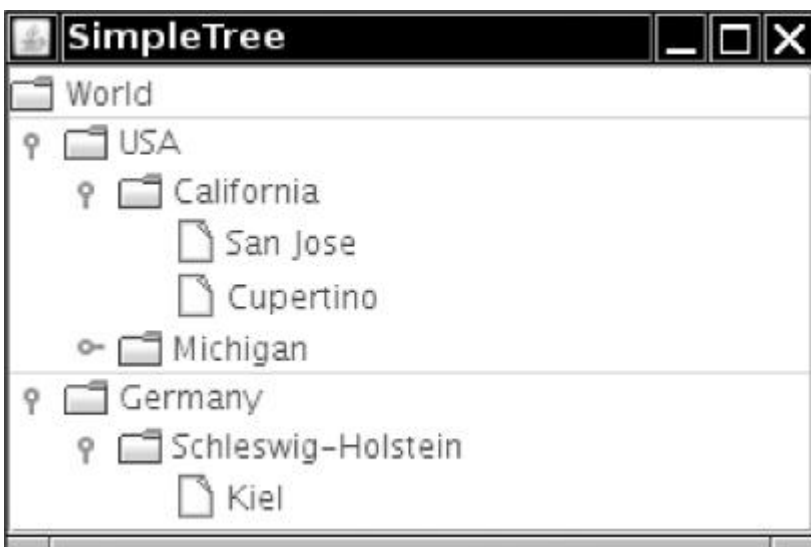 SimpleTree
World
USA
California
San Jose
Cupertino
Michigan
Germany
Schleswig-Holstein
Kiel